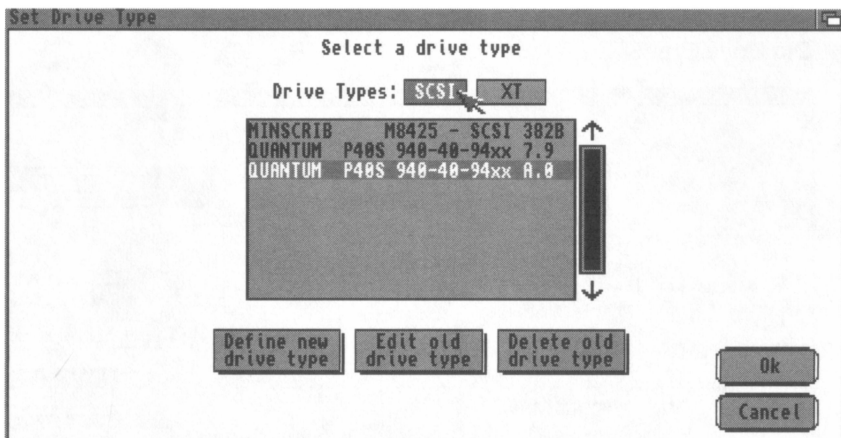 Set Drive Type
Select a drive type
Drive Types: SCSI XT
MINSCRIB M8425 - SCSI 382B
QUANTUM P40S 940-40-94xx 7.9
QUANTUM P40S 940-40-94xx A.0
Define new drive type
Edit old drive type
Delete old drive type
Ok
Cancel